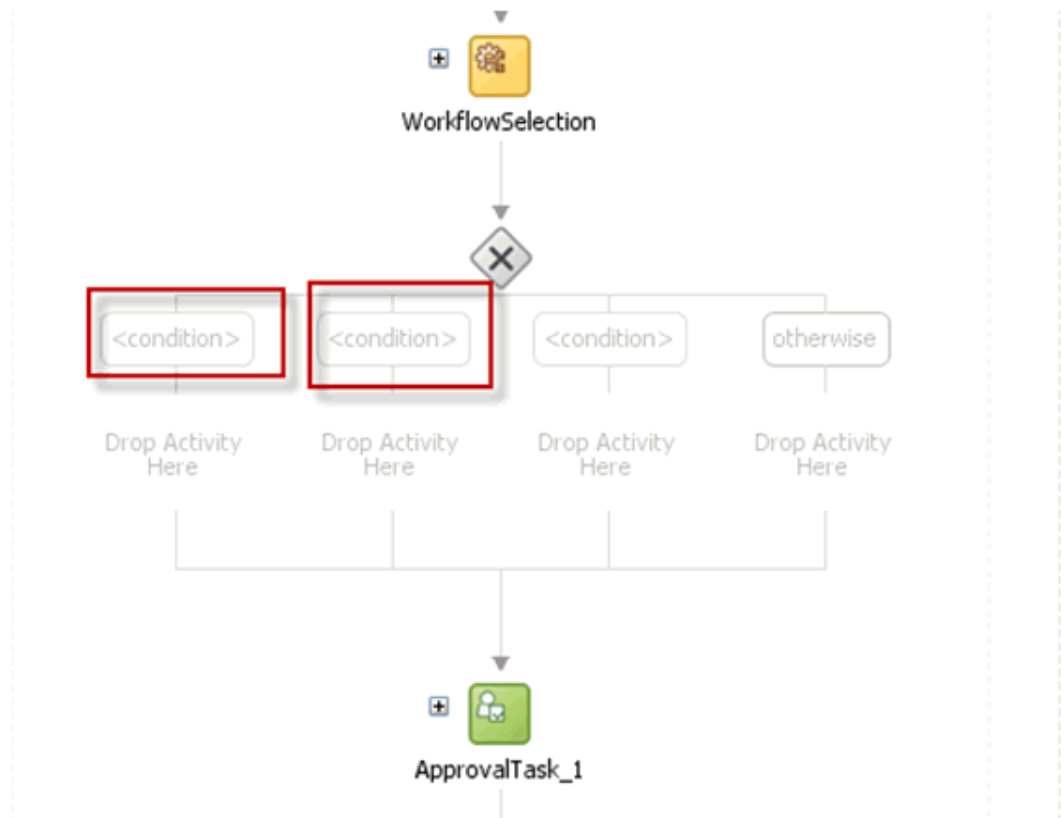 WorkflowSelection
<condition> <condition> <condition> otherwise
Drop Activity Drop Activity Drop Activity Drop Activity
Here Here Here Here
ApprovalTask_1